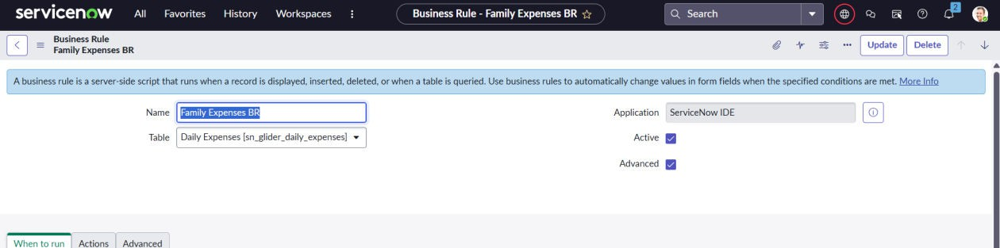 servicenow All Favorites History Workspaces Business Rule - Family Expenses BR Search 2
Business Rule
Family Expenses BR
Update Delete
A business rule is a server-side script that runs when a record is displayed, inserted, deleted, or when a table is queried. Use business rules to automatically change values in form fields when the specified conditions are met. More Info
Name Family Expenses BR Application ServiceNow IDE
Table Daily Expenses [sn_glider_daily_expenses] Active
Advanced
When to run Actions Advanced